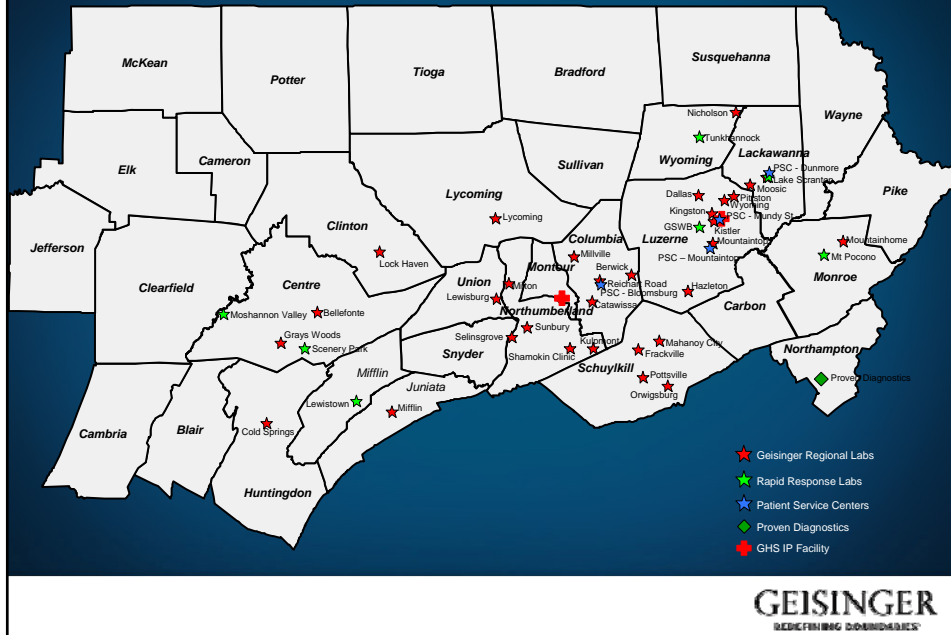 McKean
Potter
Tioga
Bradford
Susquehanna
Wayne
Nicholson
Tunkhannock
Elk
Cameron
Sullivan
Wyoming
Lackawanna
PSC - Dunmore
Lake Scranton
Moosic
Pike
Lycoming
Lycoming
Dallas
Pittston
Wyoming
Kingston
PSC - Mundy St
GSWB
Kistler
Jefferson
Clinton
Columbia
Luzerne
Mountaintop
PSC – Mountaintop
Mountainhome
Mt Pocono
Lock Haven
Millville
Montour
Berwick
Monroe
Clearfield
Centre
Union
Milton
Reichart Road
PSC - Bloomsburg
Hazleton
Carbon
Lewisburg
Catawissa
Northumberland
Moshannon Valley
Bellefonte
Sunbury
Grays Woods
Scenery Park
Selinsgrove
Kulpmont
Mahanoy City
Snyder
Shamokin Clinic
Frackville
Northampton
Mifflin
Juniata
Schuylkill
Pottsville
Proven Diagnostics
Orwigsburg
Lewistown
Mifflin
Cambria
Blair
Cold Springs
Huntingdon
Geisinger Regional Labs
Rapid Response Labs
Patient Service Centers
Proven Diagnostics
GHS IP Facility
GEISINGER
REDEFINING BOUNDARIES